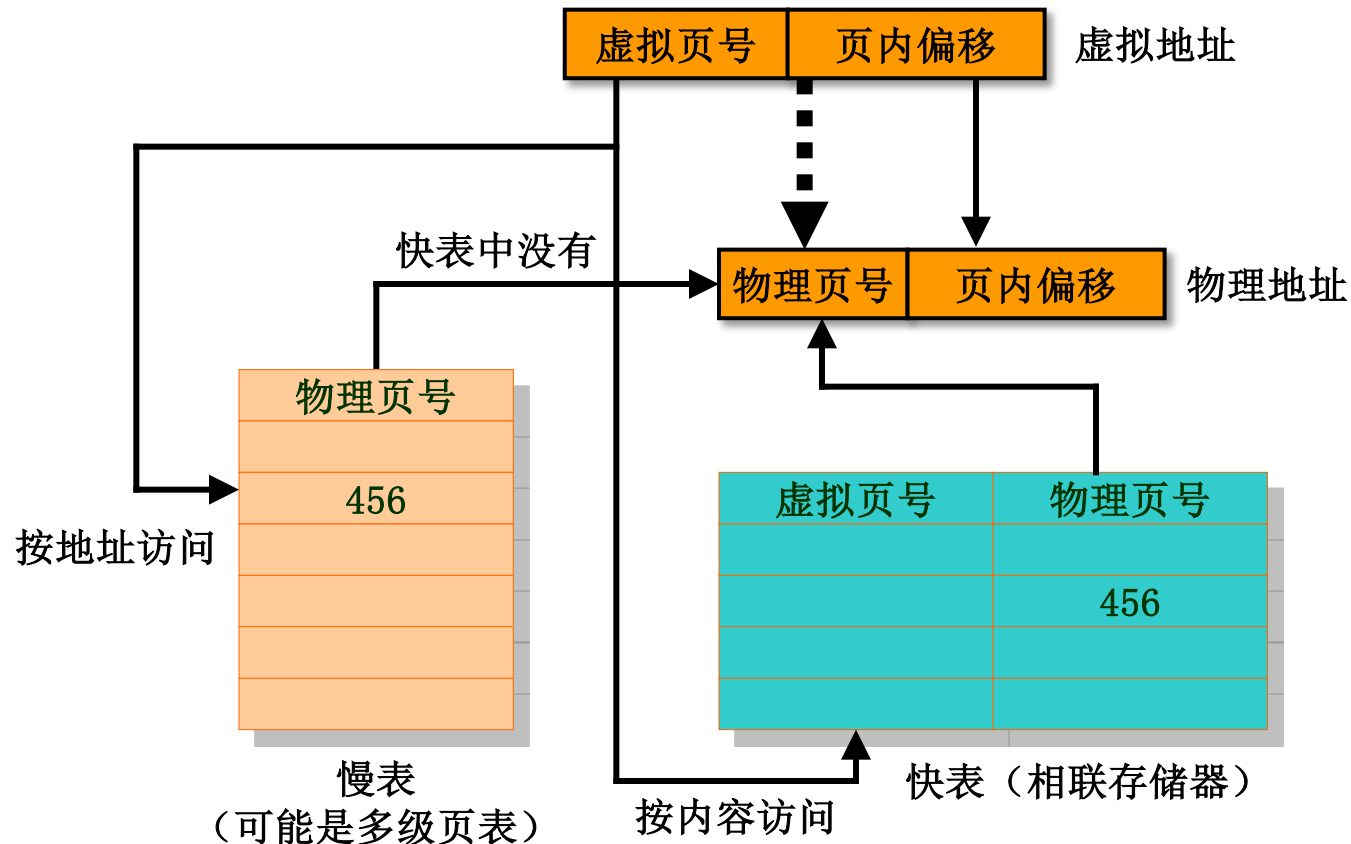 虚拟页号 页内偏移 虚拟地址
快表中没有
物理页号 页内偏移 物理地址
物理页号
456
按地址访问
虚拟页号 物理页号
456
慢表
（可能是多级页表）
快表（相联存储器）
按内容访问